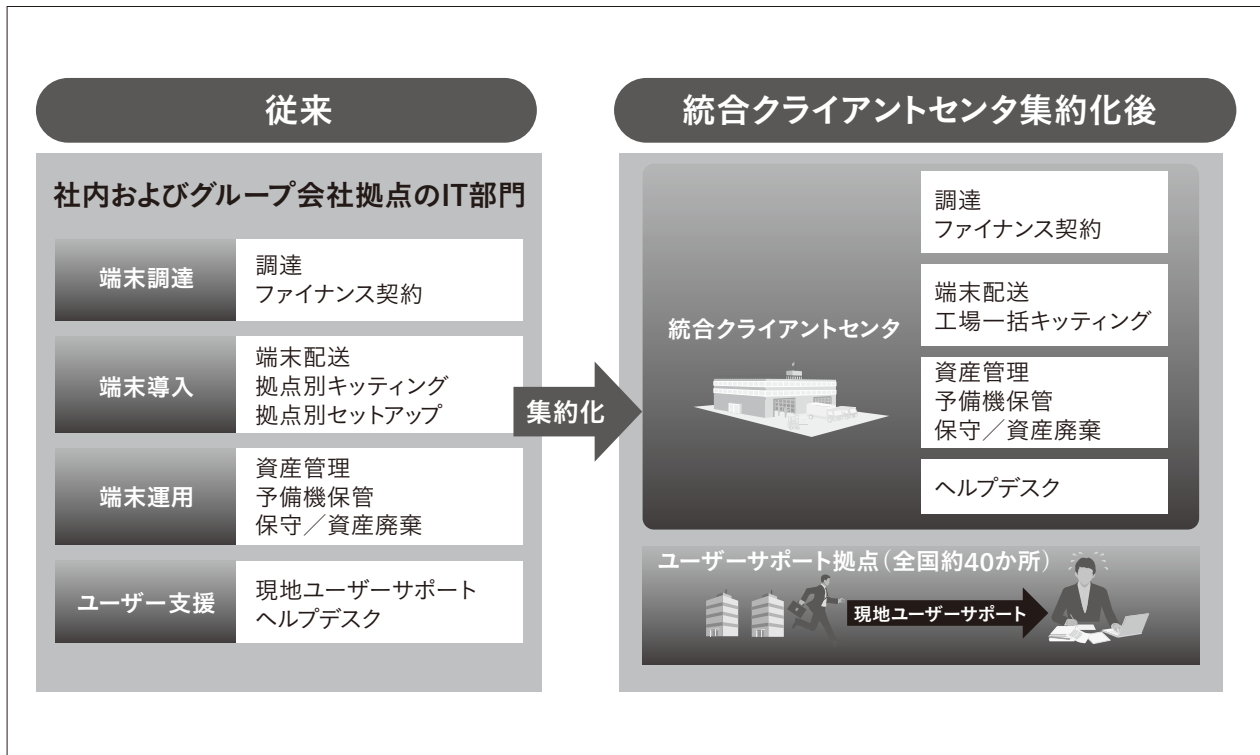 従来
社内およびグループ会社拠点のIT部門
端末調達
調達
ファイナンス契約
端末導入
端末配送
拠点別キッティング
拠点別セットアップ
端末運用
資産管理
予備機保管
保守／資産廃棄
ユーザー支援
現地ユーザーサポート
ヘルプデスク
集約化
統合クライアントセンタ集約化後
統合クライアントセンタ
調達
ファイナンス契約
端末配送
工場一括キッティング
資産管理
予備機保管
保守／資産廃棄
ヘルプデスク
ユーザーサポート拠点（全国約40か所）
現地ユーザーサポート